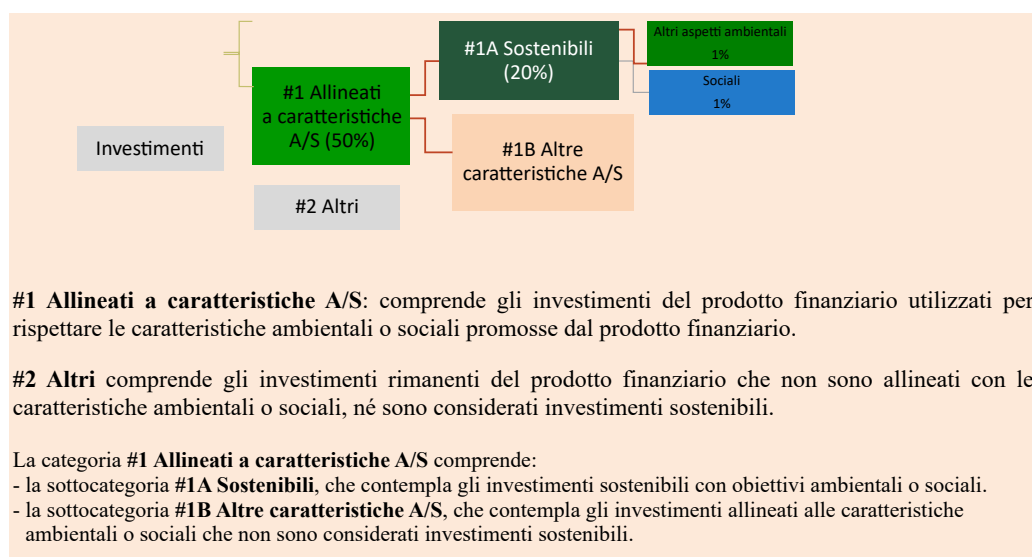 Investimenti
#1 Allineati
a caratteristiche
A/S (50%)
#2 Altri
#1A Sostenibili
(20%)
#1B Altre
caratteristiche A/S
Altri aspetti ambientali
1%
Sociali
1%
#1 Allineati a caratteristiche A/S: comprende gli investimenti del prodotto finanziario utilizzati per
rispettare le caratteristiche ambientali o sociali promosse dal prodotto finanziario.
#2 Altri comprende gli investimenti rimanenti del prodotto finanziario che non sono allineati con le
caratteristiche ambientali o sociali, né sono considerati investimenti sostenibili.
La categoria #1 Allineati a caratteristiche A/S comprende:
- la sottocategoria #1A Sostenibili, che contempla gli investimenti sostenibili con obiettivi ambientali o sociali.
- la sottocategoria #1B Altre caratteristiche A/S, che contempla gli investimenti allineati alle caratteristiche
ambientali o sociali che non sono considerati investimenti sostenibili.